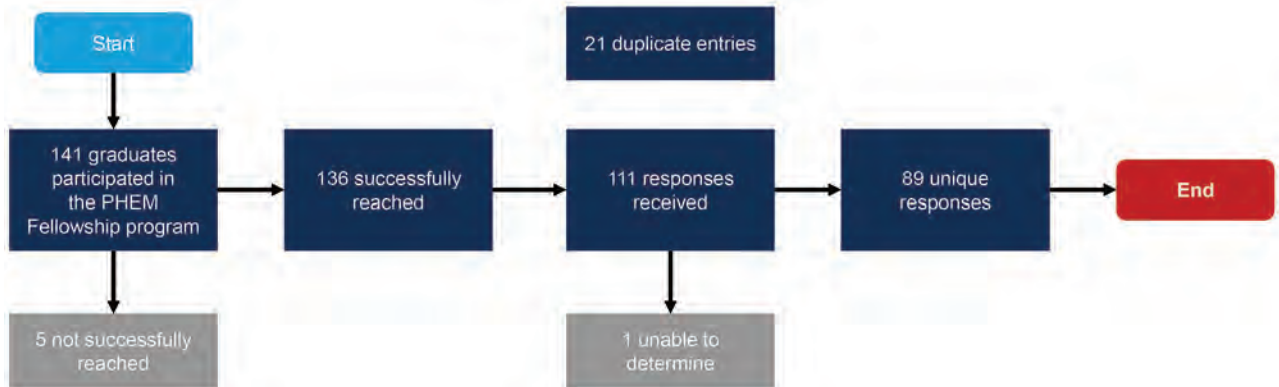 Start
21 duplicate entries
141 graduates
participated in
the PHEM
Fellowship program
136 successfully
reached
111 responses
received
89 unique
responses
End
5 not successfully
reached
1 unable to
determine